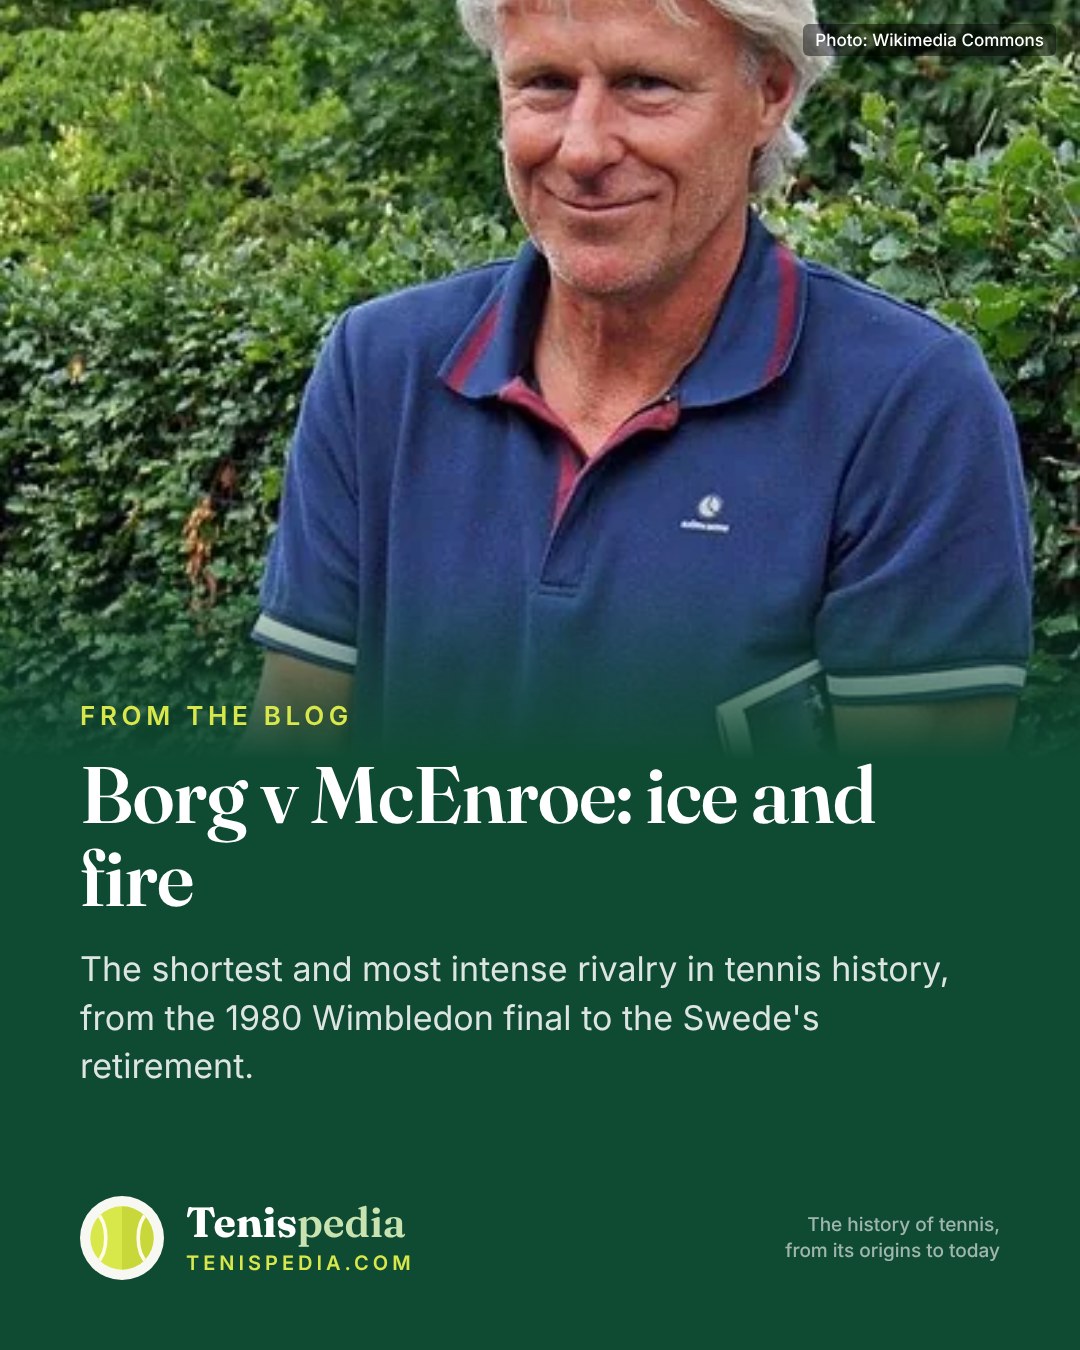 Photo: Wikimedia Commons
FROM THE BLOG
Borg v McEnroe: ice and
fire
The shortest and most intense rivalry in tennis history,
from the 1980 Wimbledon final to the Swede's
retirement.
Tenispedia
TENISPEDIA.COM
The history of tennis,
from its origins to today